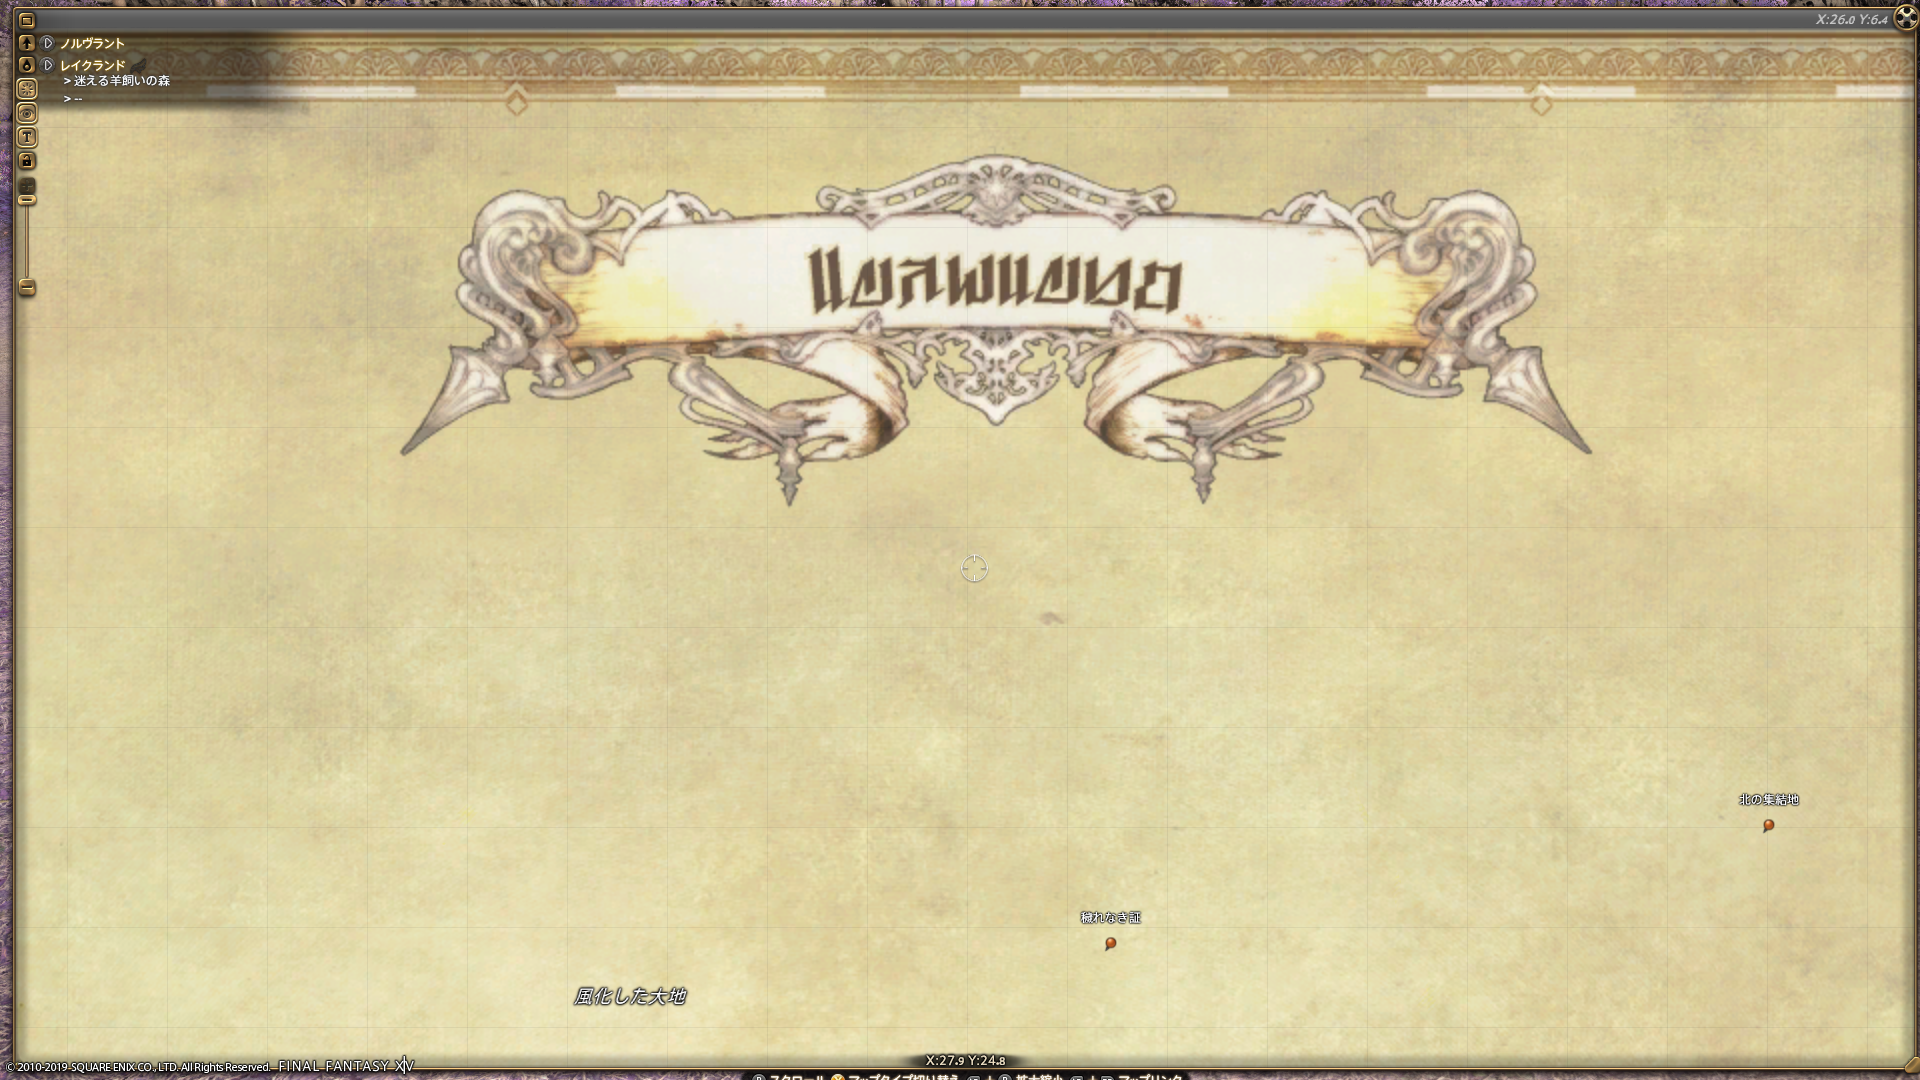 X:26.0 Y:6.4
ノルヴラント
レイクランド
> 迷える羊飼いの森
> --
北の集結地
穢れなき証
風化した大地
X:27.9 Y:24.8
© 2010-2019 SQUARE ENIX CO., LTD. All Rights Reserved. FINAL FANTASY XIV